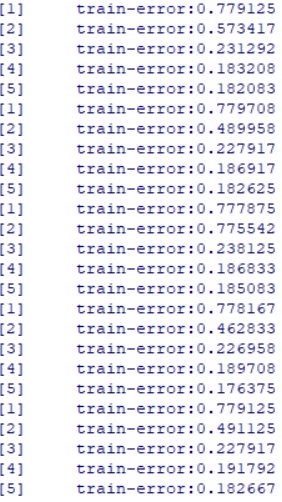 [1] train-error:0.779125
[2] train-error:0.573417
[3] train-error:0.231292
[4] train-error:0.183208
[5] train-error:0.182083
[1] train-error:0.779708
[2] train-error:0.489958
[3] train-error:0.227917
[4] train-error:0.186917
[5] train-error:0.182625
[1] train-error:0.777875
[2] train-error:0.775542
[3] train-error:0.238125
[4] train-error:0.186833
[5] train-error:0.185083
[1] train-error:0.778167
[2] train-error:0.462833
[3] train-error:0.226958
[4] train-error:0.189708
[5] train-error:0.176375
[1] train-error:0.779125
[2] train-error:0.491125
[3] train-error:0.227917
[4] train-error:0.191792
[5] train-error:0.182667